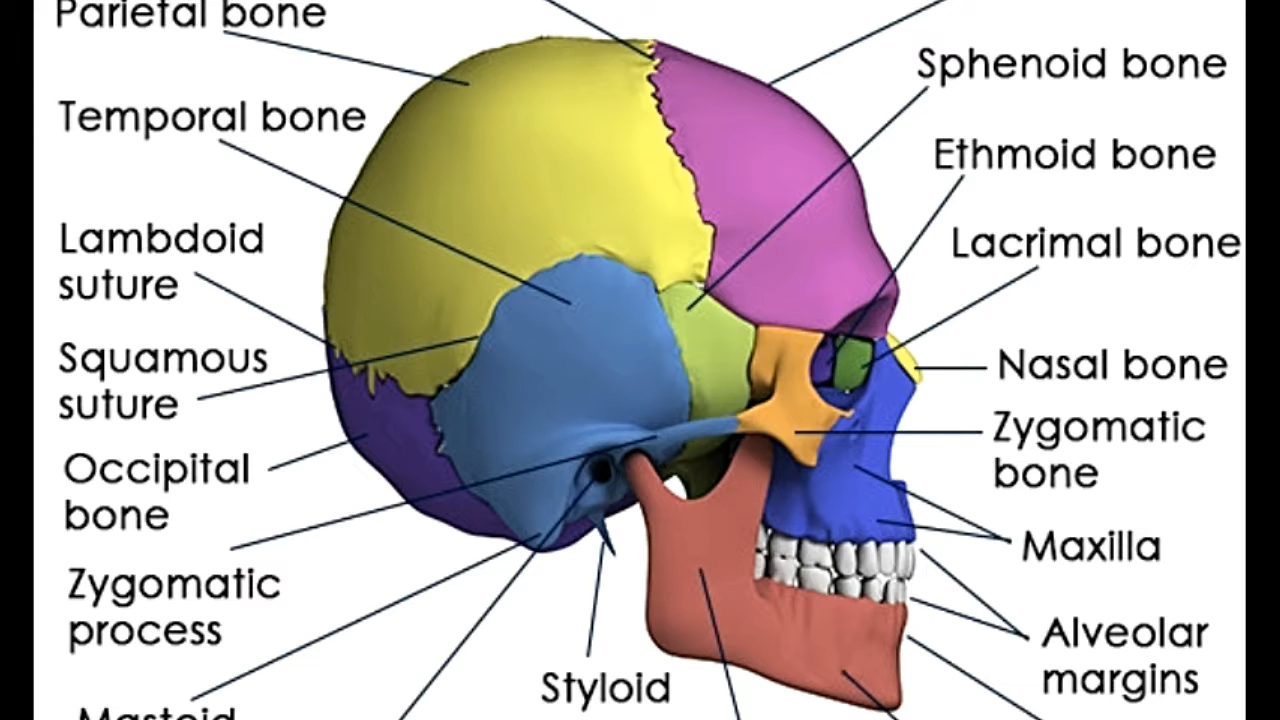 Parietal bone
Temporal bone
Lambdoid
suture
Squamous
suture
Occipital
bone
Zygomatic
process
Mastoid
Styloid
Sphenoid bone
Ethmoid bone
Lacrimal bone
Nasal bone
Zygomatic
bone
Maxilla
Alveolar
margins